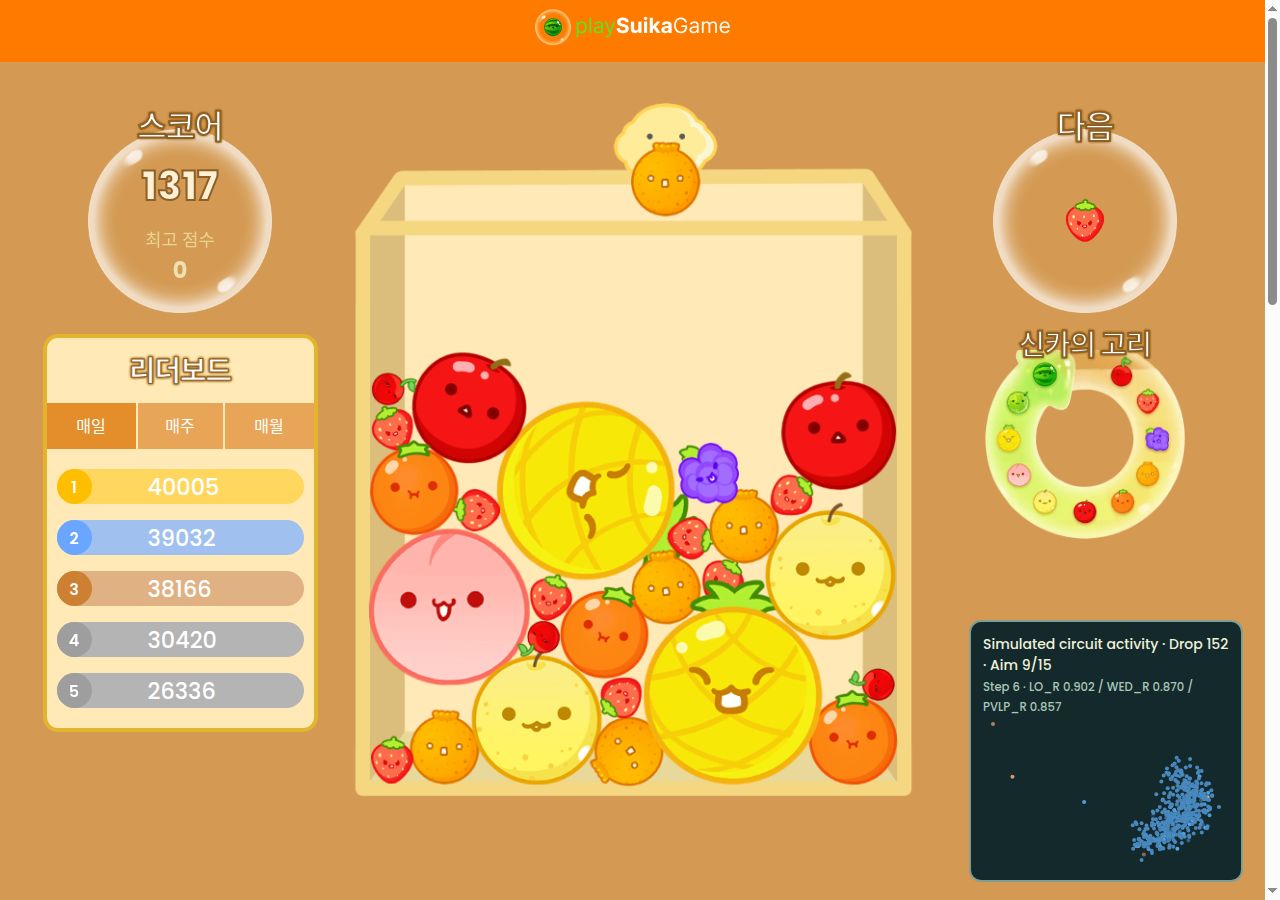 playSuikaGame
스코어
1317
최고 점수
0
다음
신카의 고리
리더보드
매일 매주 매월
1 40005
2 39032
3 38166
4 30420
5 26336
Simulated circuit activity · Drop 152
· Aim 9/15
Step 6 · LO_R 0.902 / WED_R 0.870 /
PVLP_R 0.857